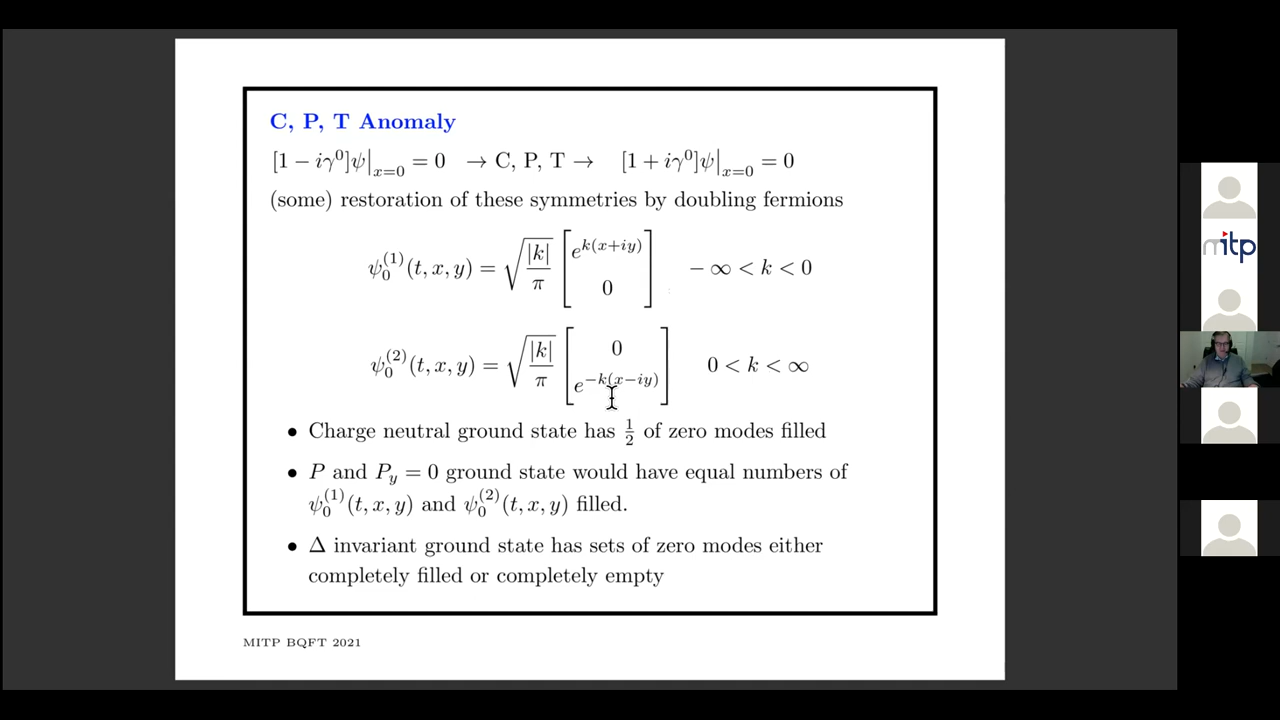 C, P, T Anomaly
[1 − iγ⁰]ψ|ₓ₌₀ = 0 → C, P, T → [1 + iγ⁰]ψ|ₓ₌₀ = 0
(some) restoration of these symmetries by doubling fermions
ψ₀⁽¹⁾(t, x, y) = √(|k|/π) [e^{k(x+iy)} 0] − ∞ < k < 0
ψ₀⁽²⁾(t, x, y) = √(|k|/π) [0 e^{−k(x−iy)}] 0 < k < ∞
• Charge neutral ground state has ½ of zero modes filled
• P and P_y = 0 ground state would have equal numbers of
ψ₀⁽¹⁾(t, x, y) and ψ₀⁽²⁾(t, x, y) filled.
• Δ invariant ground state has sets of zero modes either
completely filled or completely empty
MITP BQFT 2021
mitp